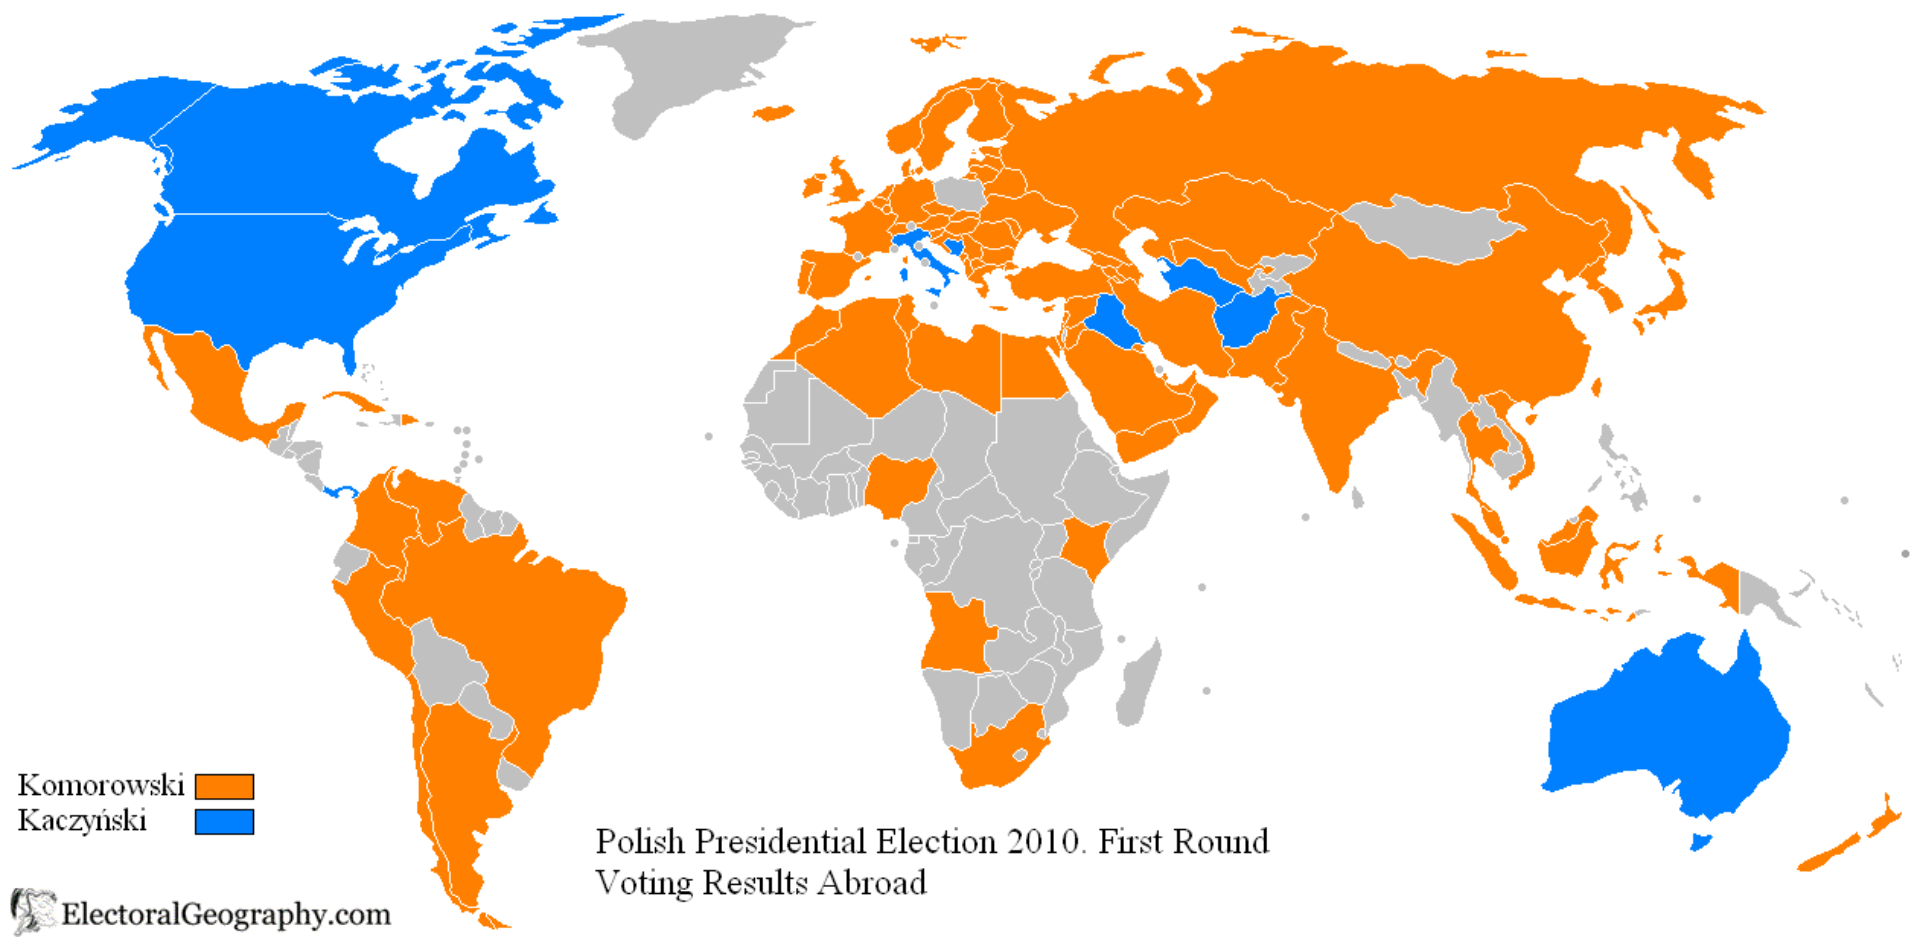 Komorowski
Kaczyński
Polish Presidential Election 2010. First Round
Voting Results Abroad
ElectoralGeography.com